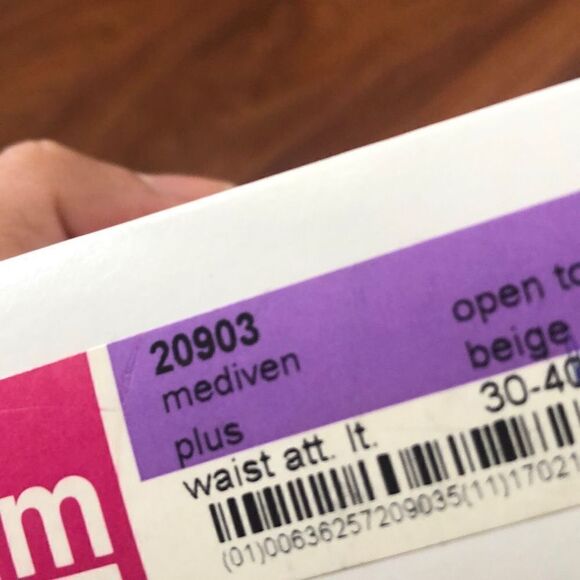 20903
mediven
plus
waist att. lt.
open to
beige
30-40
m
(01)00636257209035(11)17021